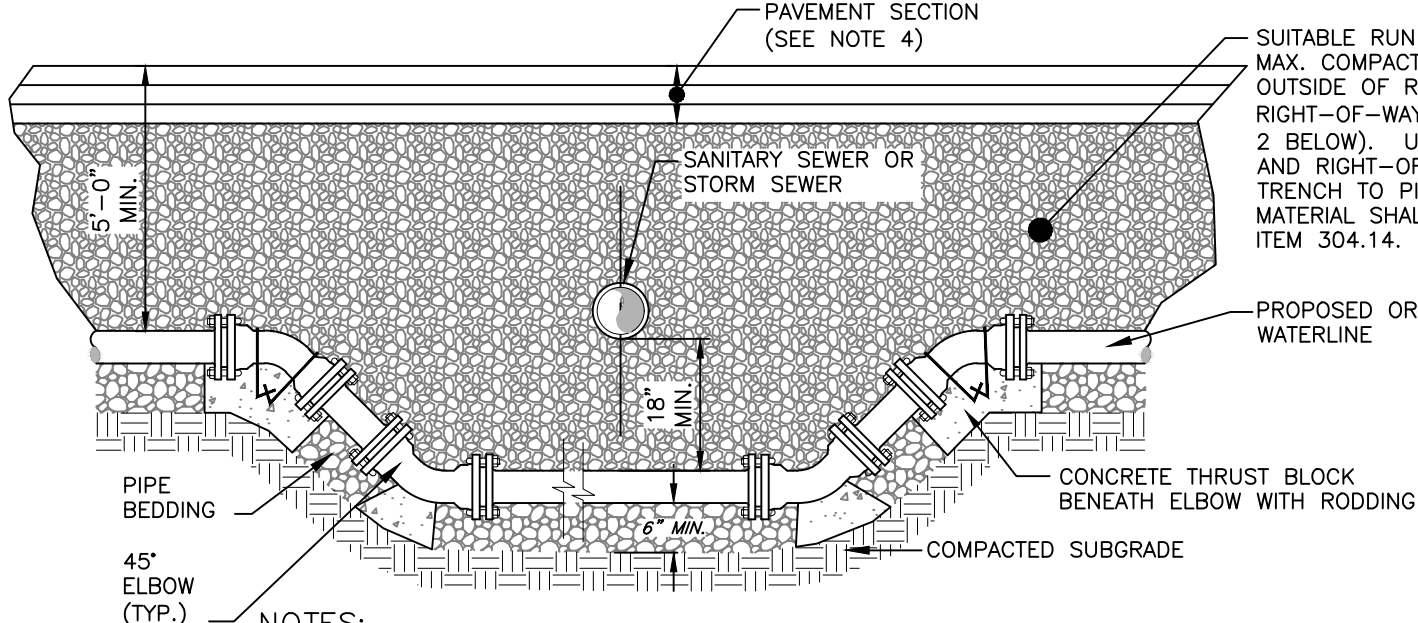 PAVEMENT SECTION
(SEE NOTE 4)
SUITABLE RUN
MAX. COMPACT
OUTSIDE OF R
RIGHT-OF-WAY
2 BELOW). U
AND RIGHT-OF
TRENCH TO PI
MATERIAL SHAL
ITEM 304.14.
5'-0"
MIN.
SANITARY SEWER OR
STORM SEWER
PROPOSED OR
WATERLINE
18"
MIN.
PIPE
BEDDING
CONCRETE THRUST BLOCK
BENEATH ELBOW WITH RODDING
6" MIN.
COMPACTED SUBGRADE
45°
ELBOW
(TYP.)
NOTES: